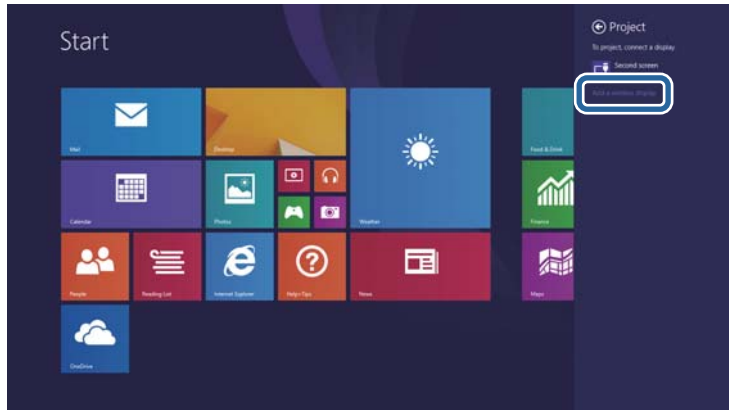 Start
Project
To project, connect a display
Second screen
Add a wireless display
Mail
Desktop
Weather
Food & Drink
Calendar
Photos
Finance
People
Reading List
Internet Explorer
Help+Tips
News
Maps
OneDrive